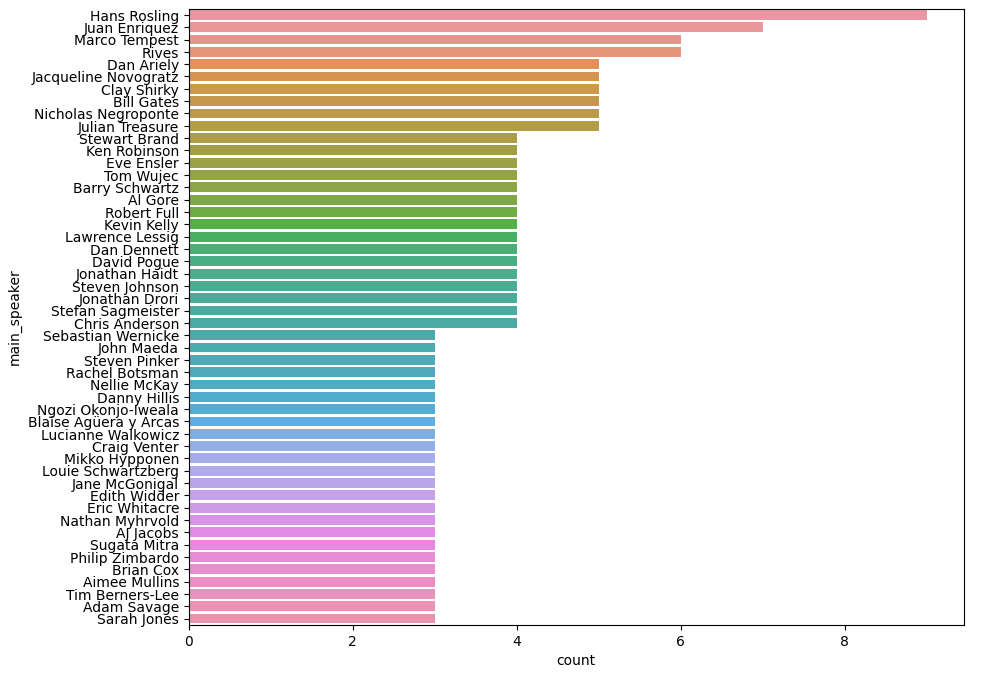 Hans Rosling
Juan Enriquez
Marco Tempest
Rives
Dan Ariely
Jacqueline Novogratz
Clay Shirky
Bill Gates
Nicholas Negroponte
Julian Treasure
Stewart Brand
Ken Robinson
Eve Ensler
Tom Wujec
Barry Schwartz
Al Gore
Robert Full
Kevin Kelly
Lawrence Lessig
Dan Dennett
David Pogue
Jonathan Haidt
Steven Johnson
Jonathan Drori
Stefan Sagmeister
Chris Anderson
Sebastian Wernicke
John Maeda
Steven Pinker
Rachel Botsman
Nellie McKay
Danny Hillis
Ngozi Okonjo-Iweala
Blaise Agüera y Arcas
Lucianne Walkowicz
Craig Venter
Mikko Hypponen
Louie Schwartzberg
Jane McGonigal
Edith Widder
Eric Whitacre
Nathan Myhrvold
AJ Jacobs
Sugata Mitra
Philip Zimbardo
Brian Cox
Aimee Mullins
Tim Berners-Lee
Adam Savage
Sarah Jones
main_speaker
0 2 4 6 8
count